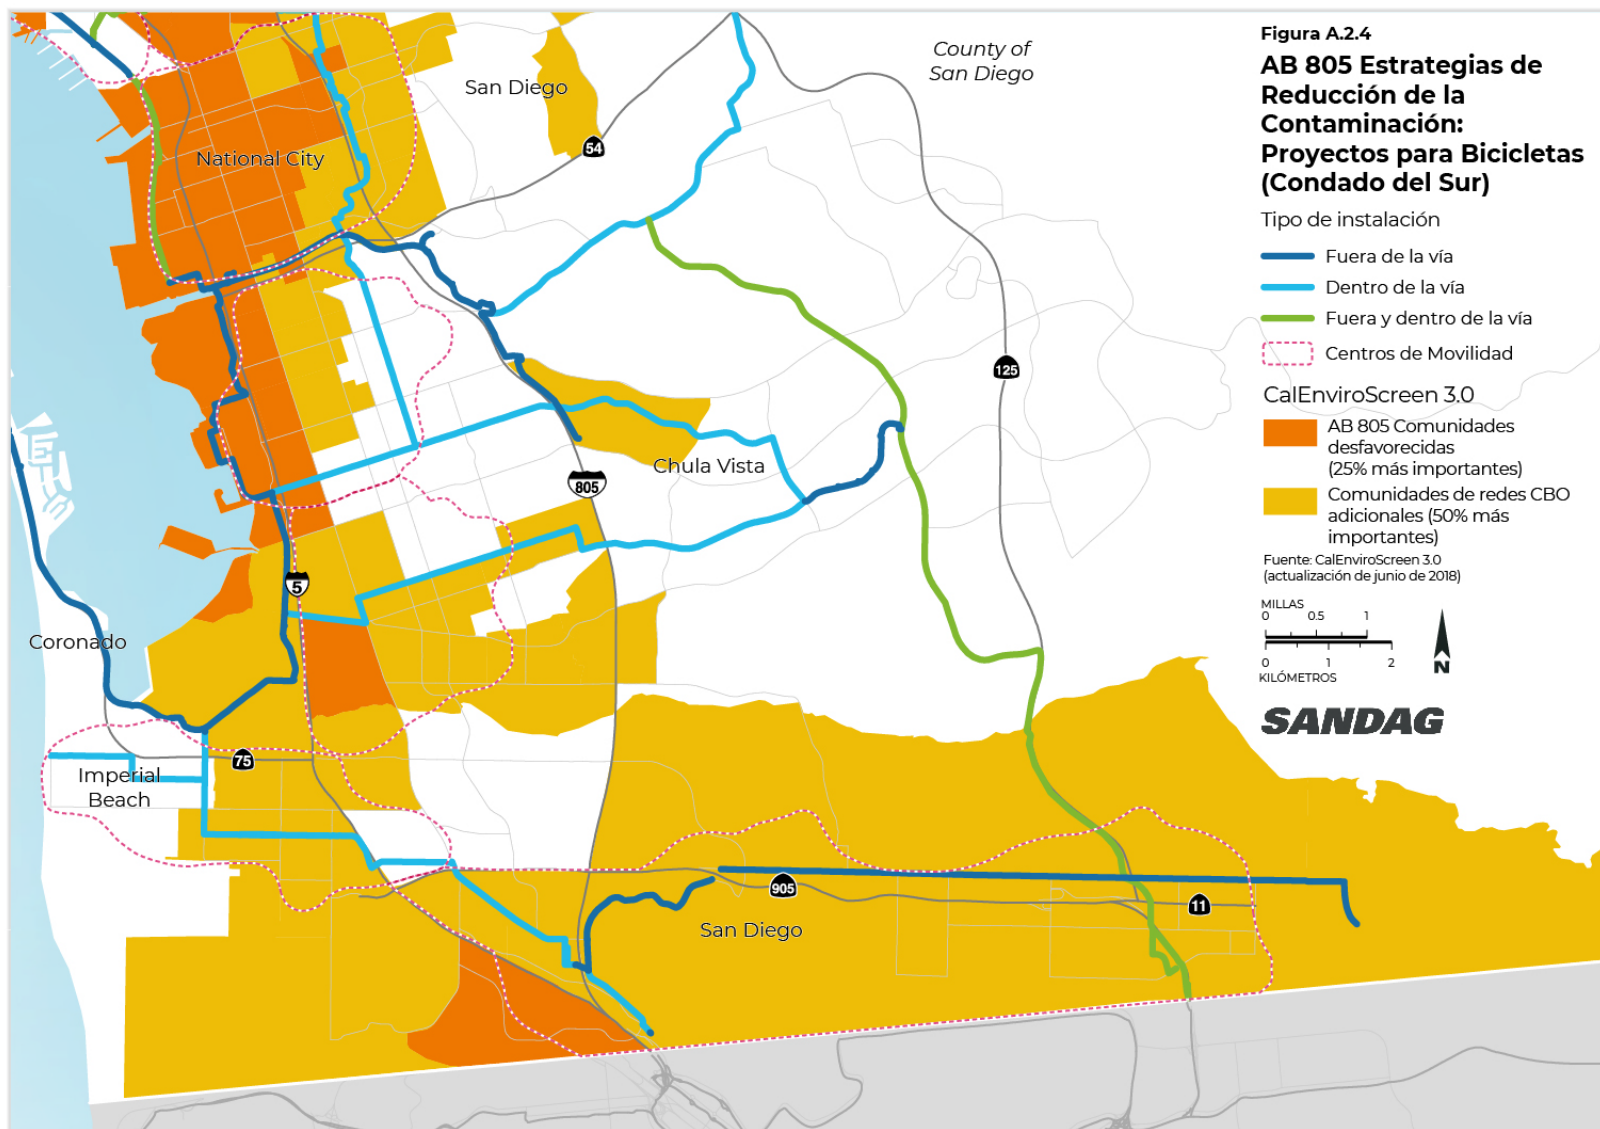 County of
San Diego
San Diego
54
National City
125
Chula Vista
805
5
Coronado
75
Imperial
Beach
905
11
San Diego
Figura A.2.4
AB 805 Estrategias de
Reducción de la
Contaminación:
Proyectos para Bicicletas
(Condado del Sur)
Tipo de instalación
Fuera de la vía
Dentro de la vía
Fuera y dentro de la vía
Centros de Movilidad
CalEnviroScreen 3.0
AB 805 Comunidades
desfavorecidas
(25% más importantes)
Comunidades de redes CBO
adicionales (50% más
importantes)
Fuente: CalEnviroScreen 3.0
(actualización de junio de 2018)
MILLAS
0 0.5 1
0 1 2
KILÓMETROS
N
SANDAG